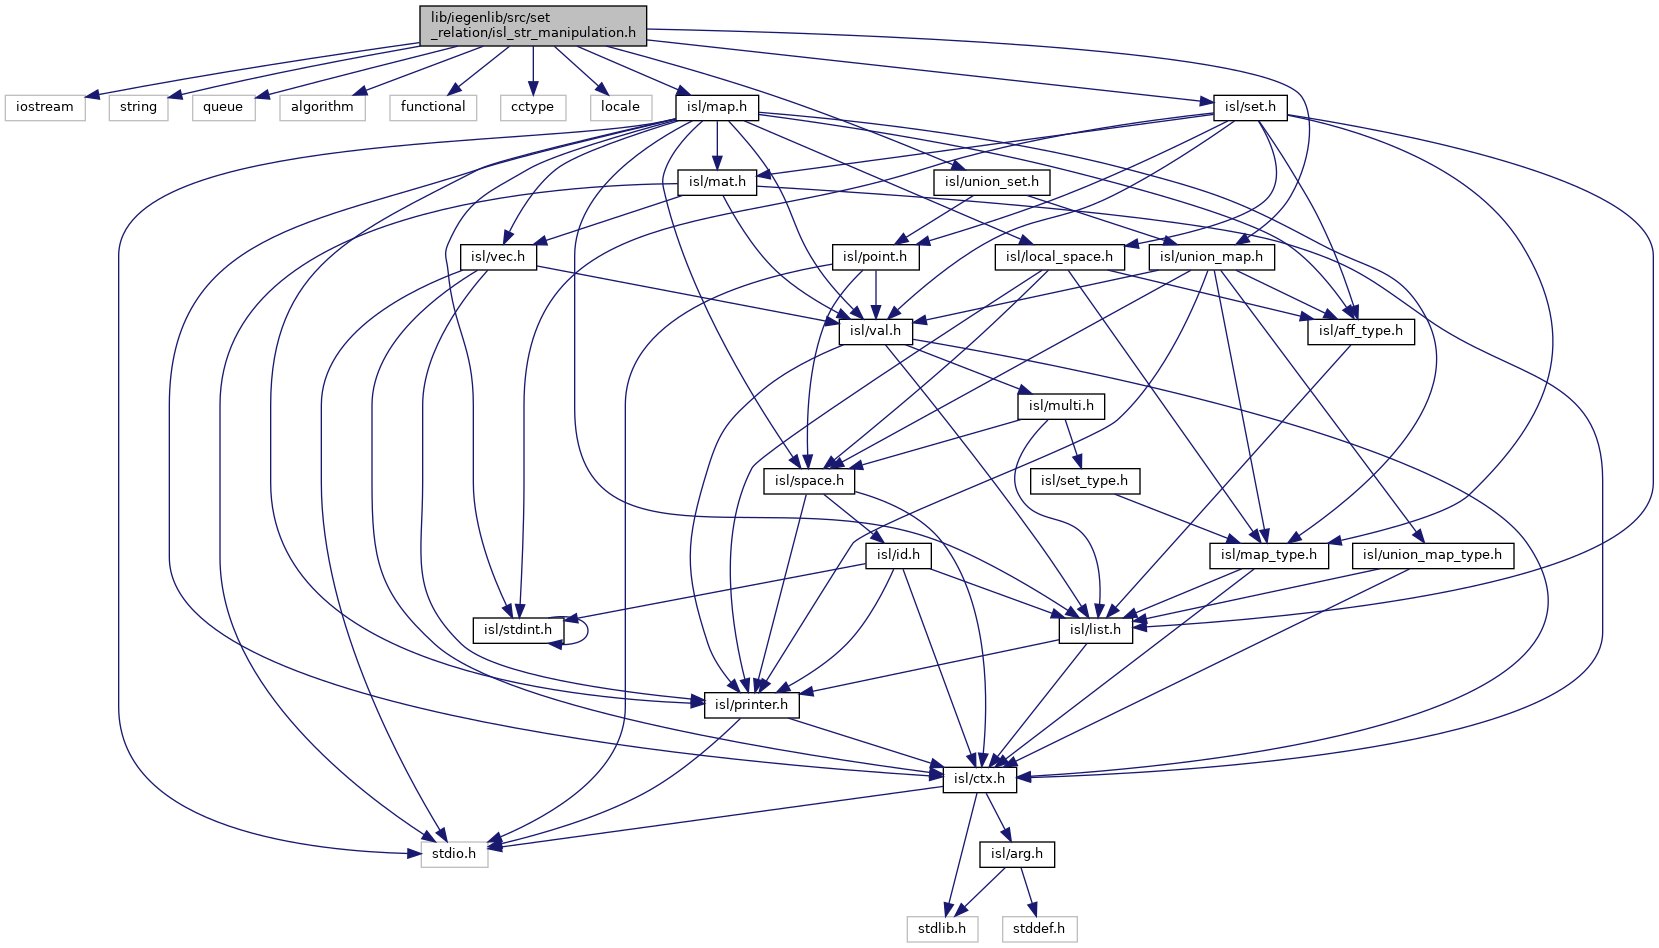 lib/iegenlib/src/set
_relation/isl_str_manipulation.h
iostream
string
queue
algorithm
functional
cctype
locale
isl/map.h
isl/set.h
isl/mat.h
isl/union_set.h
isl/vec.h
isl/point.h
isl/local_space.h
isl/union_map.h
isl/val.h
isl/aff_type.h
isl/multi.h
isl/space.h
isl/set_type.h
isl/id.h
isl/map_type.h
isl/union_map_type.h
isl/stdint.h
isl/list.h
isl/printer.h
isl/ctx.h
stdio.h
isl/arg.h
stdlib.h
stddef.h